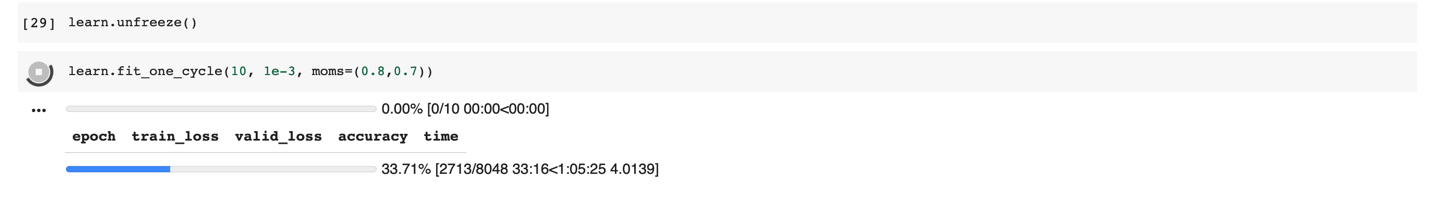 [29] learn.unfreeze()
learn.fit_one_cycle(10, 1e-3, moms=(0.8,0.7))
... 0.00% [0/10 00:00<00:00]
epoch train_loss valid_loss accuracy time
33.71% [2713/8048 33:16<1:05:25 4.0139]